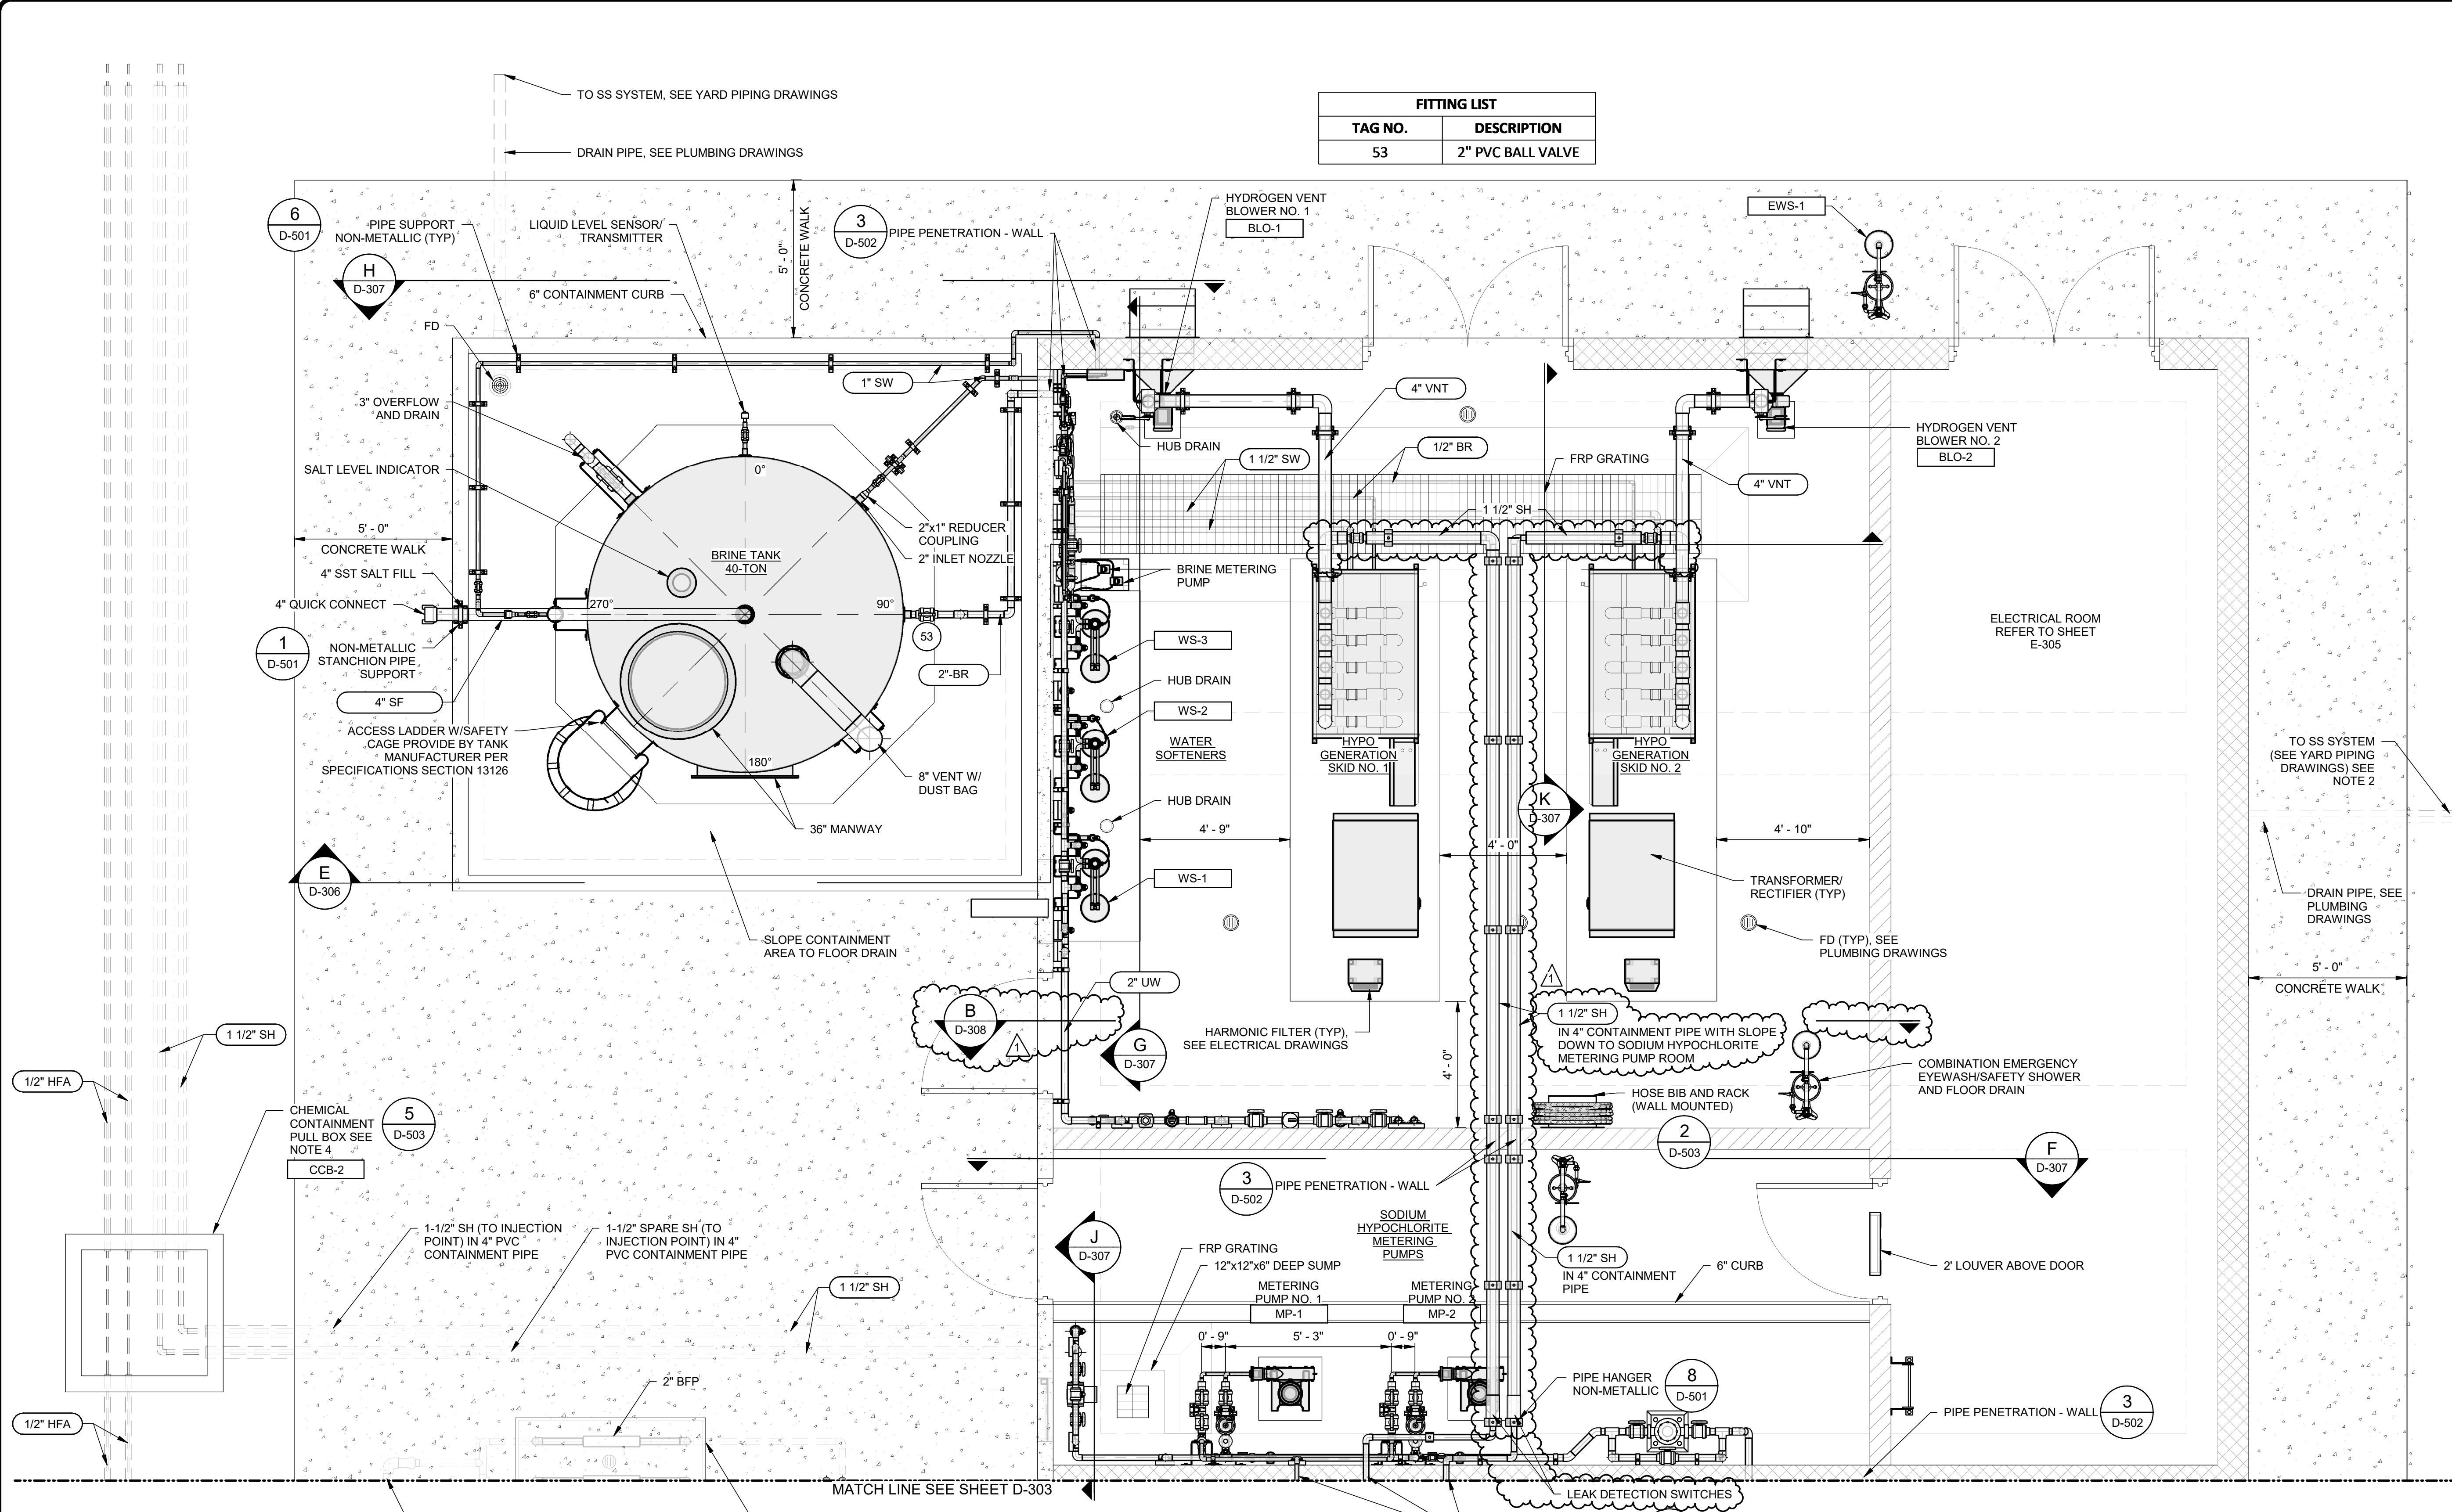 TO SS SYSTEM, SEE YARD PIPING DRAWINGS
DRAIN PIPE, SEE PLUMBING DRAWINGS
FITTING LIST
TAG NO.
DESCRIPTION
53
2" PVC BALL VALVE
6
D-501
PIPE SUPPORT
NON-METALLIC (TYP)
LIQUID LEVEL SENSOR/
TRANSMITTER
5' - 0"
CONCRETE WALK
3
D-502
PIPE PENETRATION - WALL
HYDROGEN VENT
BLOWER NO. 1
BLO-1
EWS-1
H
D-307
6" CONTAINMENT CURB
FD
1" SW
3" OVERFLOW
AND DRAIN
4" VNT
HUB DRAIN
HYDROGEN VENT
BLOWER NO. 2
BLO-2
SALT LEVEL INDICATOR
0°
1 1/2" SW
1/2" BR
FRP GRATING
4" VNT
5' - 0"
CONCRETE WALK
2"x1" REDUCER
COUPLING
2" INLET NOZZLE
1 1/2" SH
BRINE TANK
40-TON
4" SST SALT FILL
BRINE METERING
PUMP
4" QUICK CONNECT
270°
90°
53
1
D-501
NON-METALLIC
STANCHION PIPE
SUPPORT
WS-3
ELECTRICAL ROOM
REFER TO SHEET
E-305
2"-BR
4" SF
HUB DRAIN
WS-2
ACCESS LADDER W/SAFETY
CAGE PROVIDE BY TANK
MANUFACTURER PER
SPECIFICATIONS SECTION 13126
WATER
SOFTENERS
HYPO
GENERATION
SKID NO. 1
HYPO
GENERATION
SKID NO. 2
TO SS SYSTEM
(SEE YARD PIPING
DRAWINGS) SEE
NOTE 2
180°
8" VENT W/
DUST BAG
HUB DRAIN
K
D-307
36" MANWAY
4' - 9"
4' - 0"
4' - 10"
E
D-306
WS-1
TRANSFORMER/
RECTIFIER (TYP)
DRAIN PIPE, SEE
PLUMBING
DRAWINGS
SLOPE CONTAINMENT
AREA TO FLOOR DRAIN
FD (TYP), SEE
PLUMBING DRAWINGS
5' - 0"
CONCRETE WALK
2" UW
1
B
D-308
1
1 1/2" SH
IN 4" CONTAINMENT PIPE WITH SLOPE
DOWN TO SODIUM HYPOCHLORITE
METERING PUMP ROOM
HARMONIC FILTER (TYP),
SEE ELECTRICAL DRAWINGS
1 1/2" SH
G
D-307
4' - 0"
1/2" HFA
COMBINATION EMERGENCY
EYEWASH/SAFETY SHOWER
AND FLOOR DRAIN
HOSE BIB AND RACK
(WALL MOUNTED)
CHEMICAL
CONTAINMENT
PULL BOX SEE
NOTE 4
CCB-2
5
D-503
2
D-503
F
D-307
3
D-502
PIPE PENETRATION - WALL
1-1/2" SH (TO INJECTION
POINT) IN 4" PVC
CONTAINMENT PIPE
1-1/2" SPARE SH (TO
INJECTION POINT) IN 4"
PVC CONTAINMENT PIPE
J
D-307
SODIUM
HYPOCHLORITE
METERING
PUMPS
FRP GRATING
12"x12"x6" DEEP SUMP
1 1/2" SH
IN 4" CONTAINMENT
PIPE
6" CURB
2' LOUVER ABOVE DOOR
1 1/2" SH
METERING
PUMP NO. 1
MP-1
METERING
PUMP NO. 2
MP-2
0' - 9"
5' - 3"
0' - 9"
2" BFP
PIPE HANGER
NON-METALLIC
8
D-501
1/2" HFA
PIPE PENETRATION - WALL
3
D-502
MATCH LINE SEE SHEET D-303
LEAK DETECTION SWITCHES